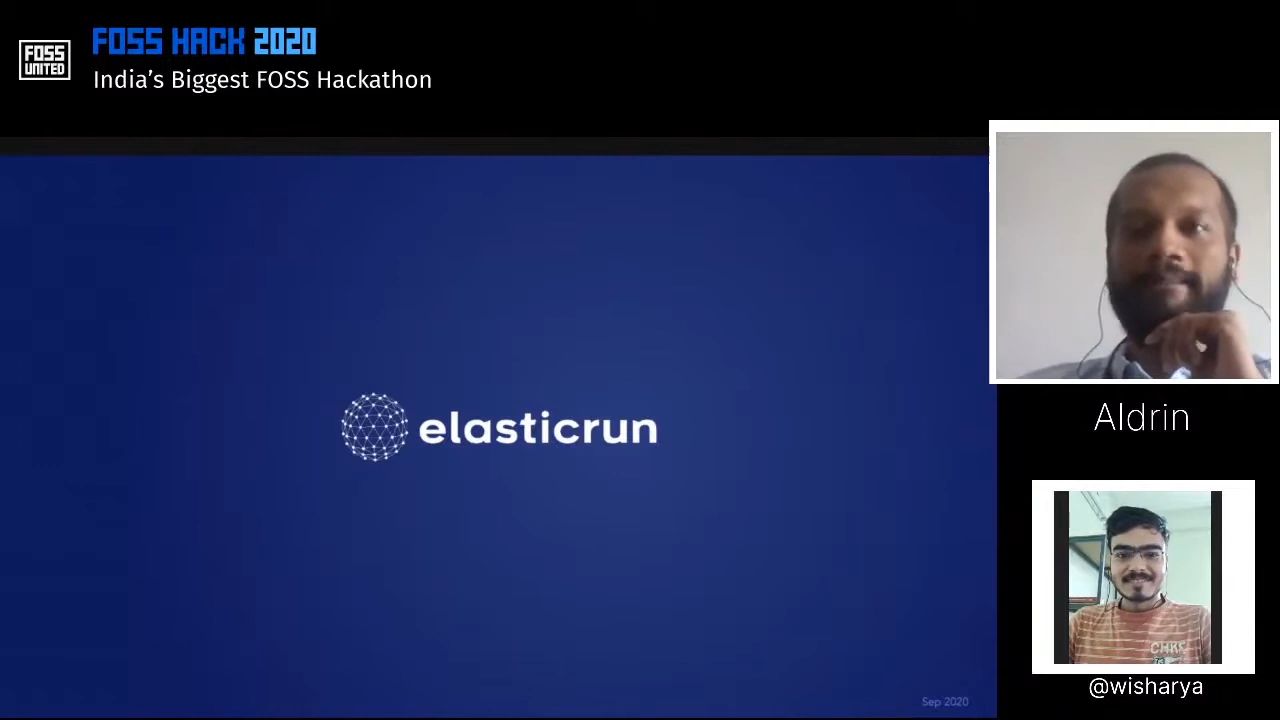 FOSS
UNITED
FOSS HACK 2020
India's Biggest FOSS Hackathon
elasticrun
Aldrin
Sep 2020
@wisharya